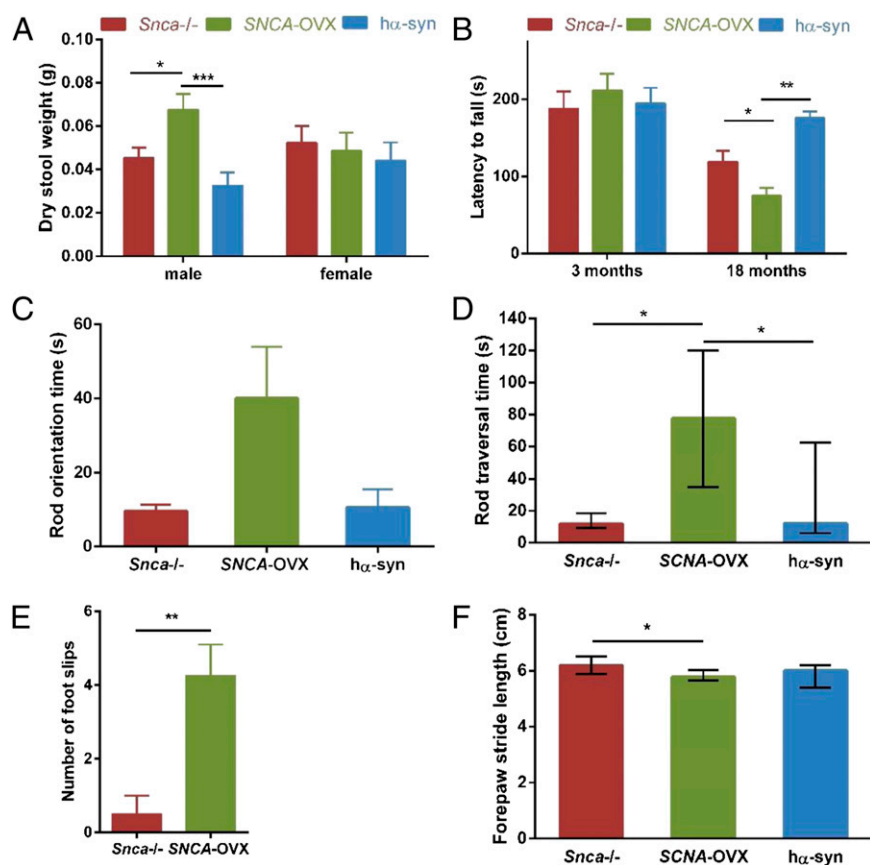 A
Snca-/- SNCA-OVX hα-syn
Dry stool weight (g)
0.10
0.08
0.06
0.04
0.02
0.00
* ***
male female
B
Snca-/- SNCA-OVX hα-syn
Latency to fall (s)
200
100
0
* **
3 months 18 months
C
Rod orientation time (s)
60
40
20
0
Snca-/- SNCA-OVX hα-syn
D
Rod traversal time (s)
140
120
100
80
60
40
20
0
* *
Snca-/- SCNA-OVX hα-syn
E
Number of foot slips
6
4
2
0
**
Snca-/- SNCA-OVX
F
Forepaw stride length (cm)
8
6
4
2
0
*
Snca-/- SCNA-OVX hα-syn